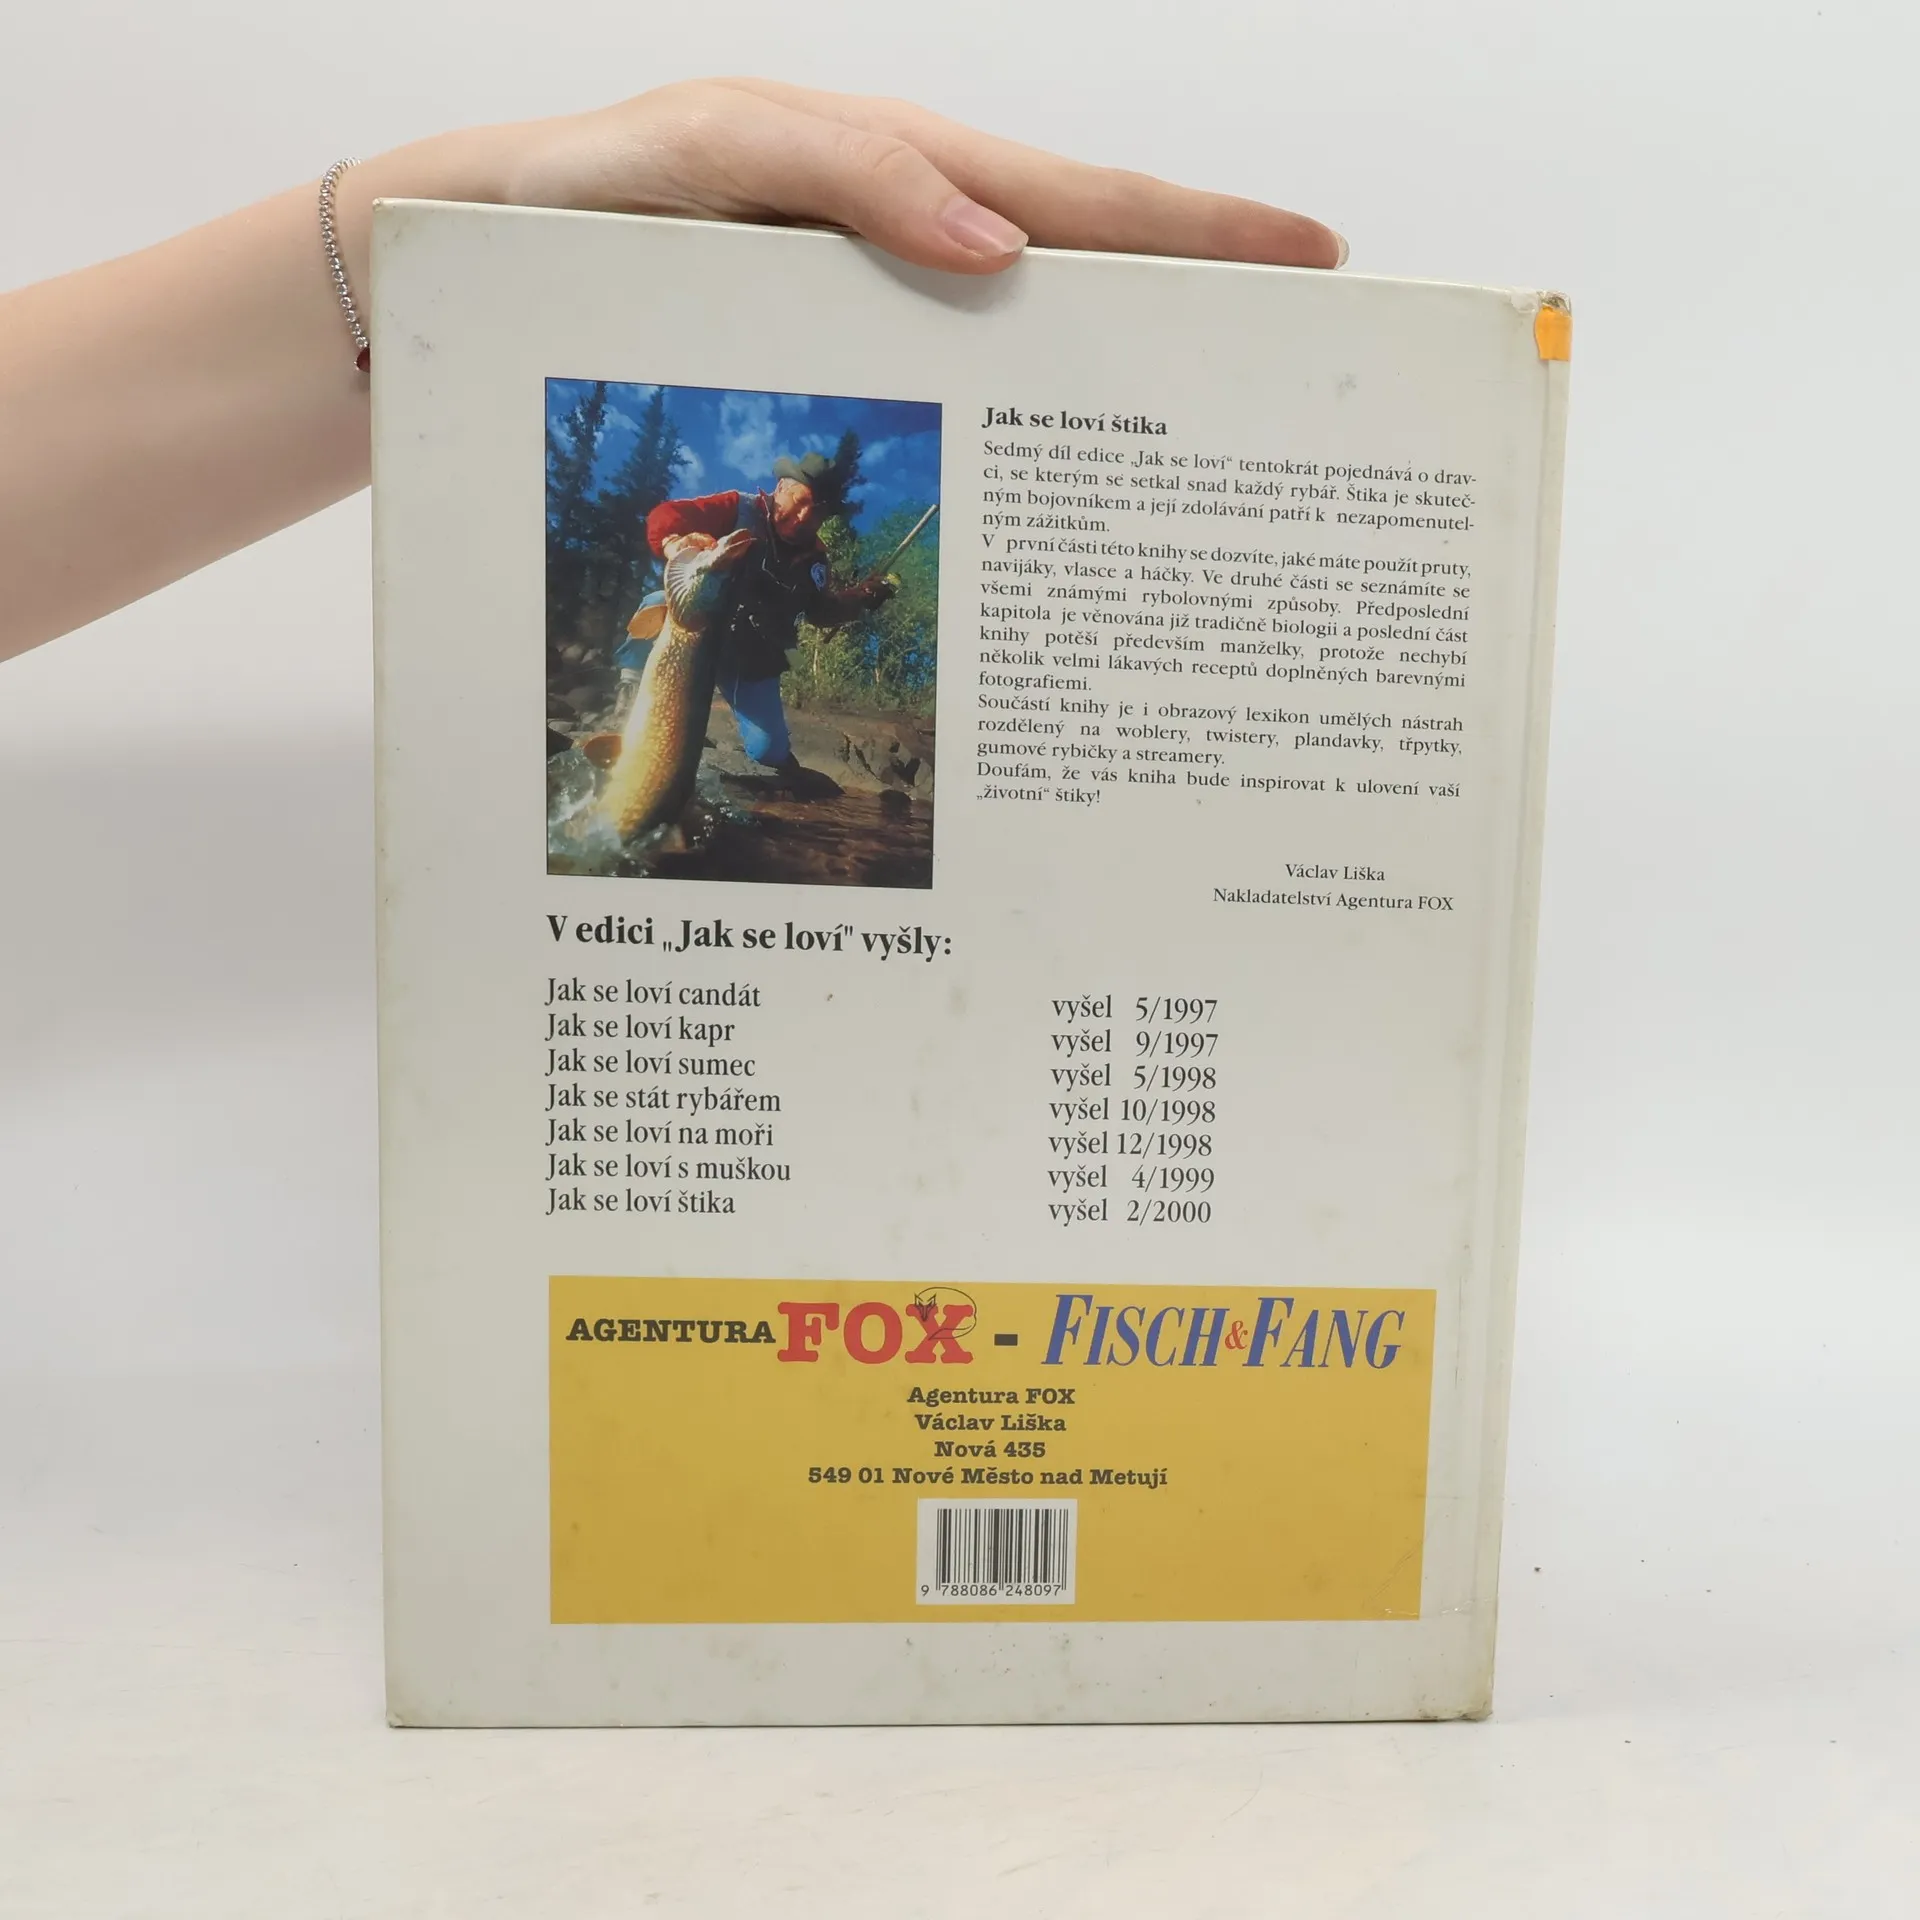 Jak se loví štika
Sedmý díl edice „Jak se loví“ tentokrát pojednává o drav-
ci, se kterým se setkal snad každý rybář. Štika je skuteč-
ným bojovníkem a její zdolávání patří k nezapomenutel-
ným zážitkům.
V první části této knihy se dozvíte, jaké máte použít pruty,
navijáky, vlasce a háčky. Ve druhé části se seznámíte se
všemi známými rybolovnými způsoby. Předposlední
kapitola je věnována již tradičně biologii a poslední část
knihy potěší především manželky, protože nechybí
několik velmi lákavých receptů doplněných barevnými
fotografiemi.
Součástí knihy je i obrazový lexikon umělých nástrah
rozdělený na woblery, twistery, plandavky, třpytky,
gumové rybičky a streamery.
Doufám, že vás kniha bude inspirovat k ulovení vaší
„životní“ štiky!
Václav Liška
Nakladatelství Agentura FOX
V edici „Jak se loví" vyšly:
Jak se loví candát vyšel 5/1997
Jak se loví kapr vyšel 9/1997
Jak se loví sumec vyšel 5/1998
Jak se stát rybářem vyšel 10/1998
Jak se loví na moři vyšel 12/1998
Jak se loví s muškou vyšel 4/1999
Jak se loví štika vyšel 2/2000
AGENTURA FOX - FISCH & FANG
Agentura FOX
Václav Liška
Nová 435
549 01 Nové Město nad Metují
9 788086 248097